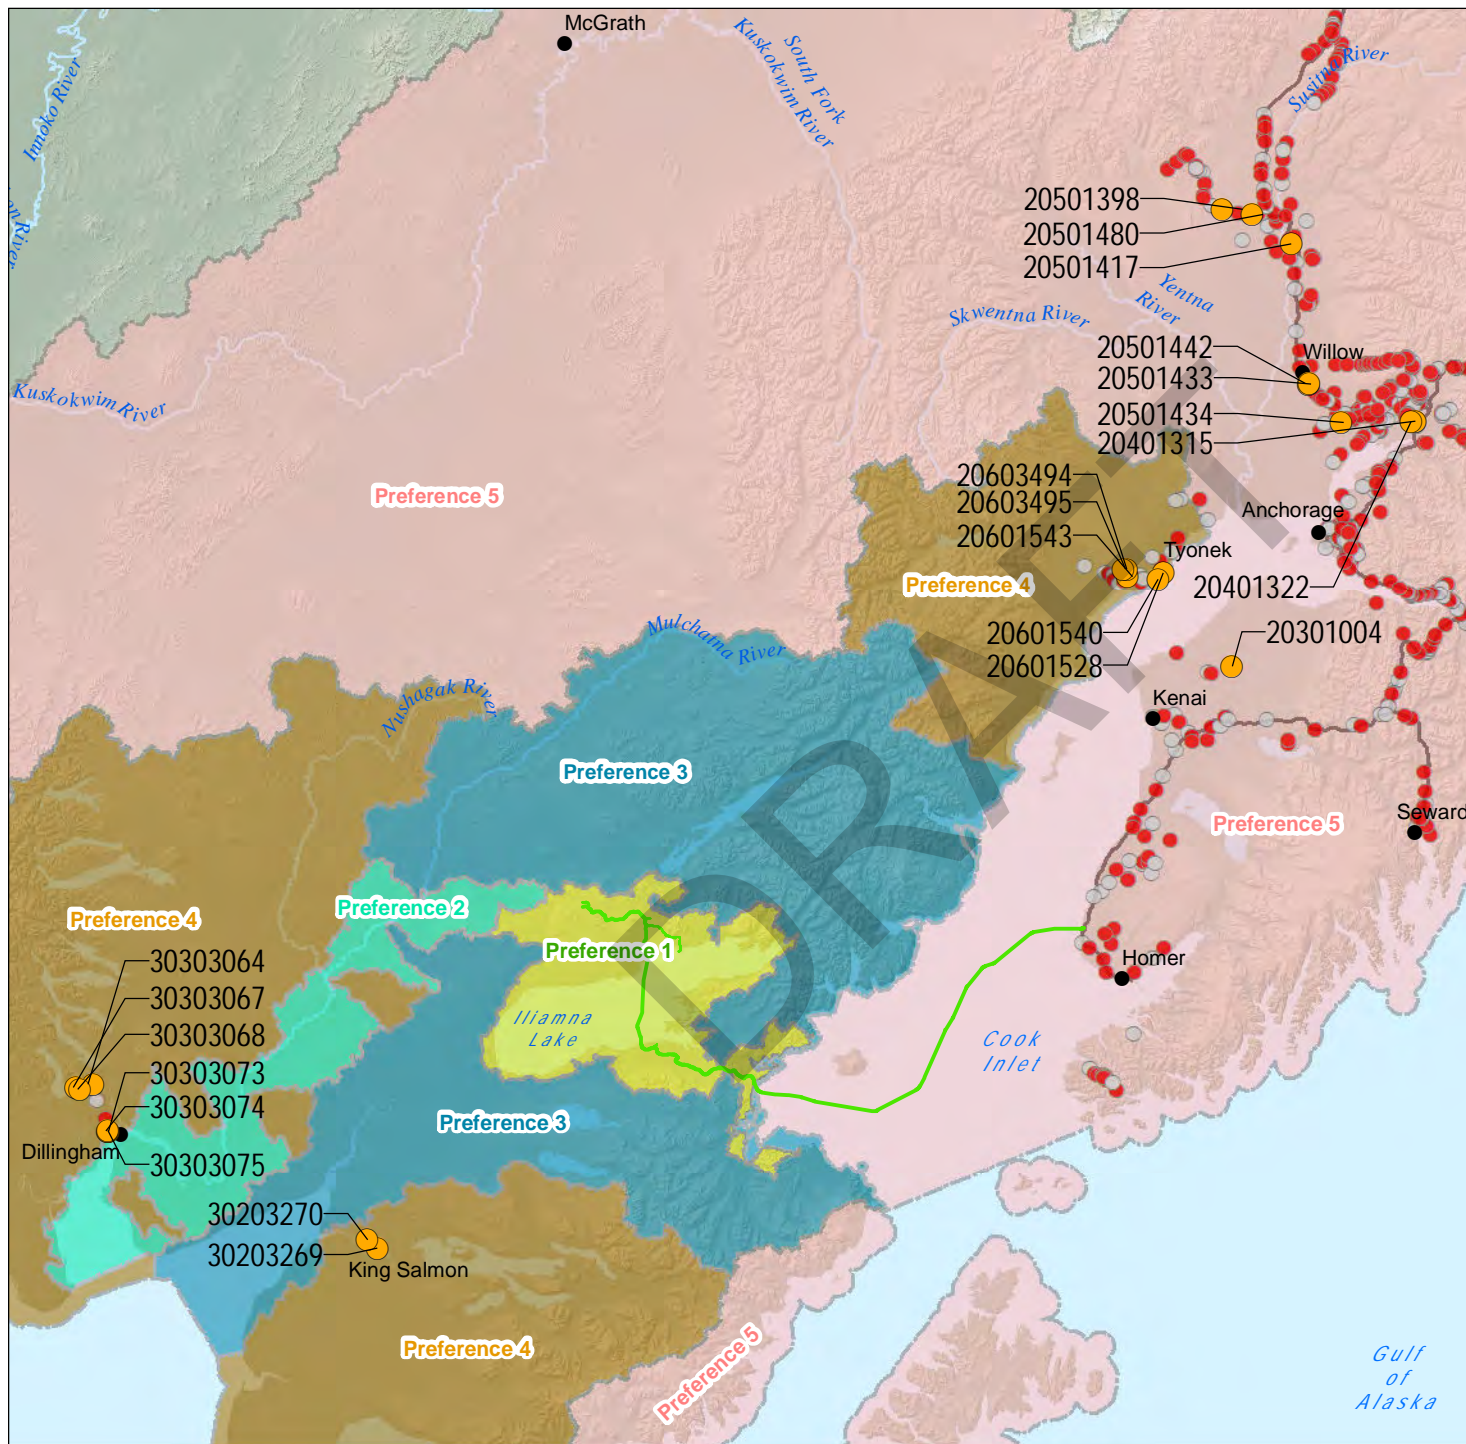 McGrath
Kuskokwim River
South Fork
Innoko River
Susitna River
on River
20501398
20501480
20501417
Yentna
River
Skwentna River
20501442
Willow
20501433
Kuskokwim River
20501434
20401315
20603494
Preference 5
20603495
Anchorage
20601543
Tyonek
Preference 4
20401322
20601540
20301004
Mulchatna River
20601528
Nushagak River
Kenai
Preference 3
Seward
Preference 5
Preference 2
Preference 4
Preference 1
30303064
Homer
30303067
Iliamna
Lake
30303068
Cook
Inlet
30303073
30303074
Preference 3
Dillingham
30303075
30203270
30203269
King Salmon
Preference 4
Preference 5
Gulf
of
Alaska
DRAFT